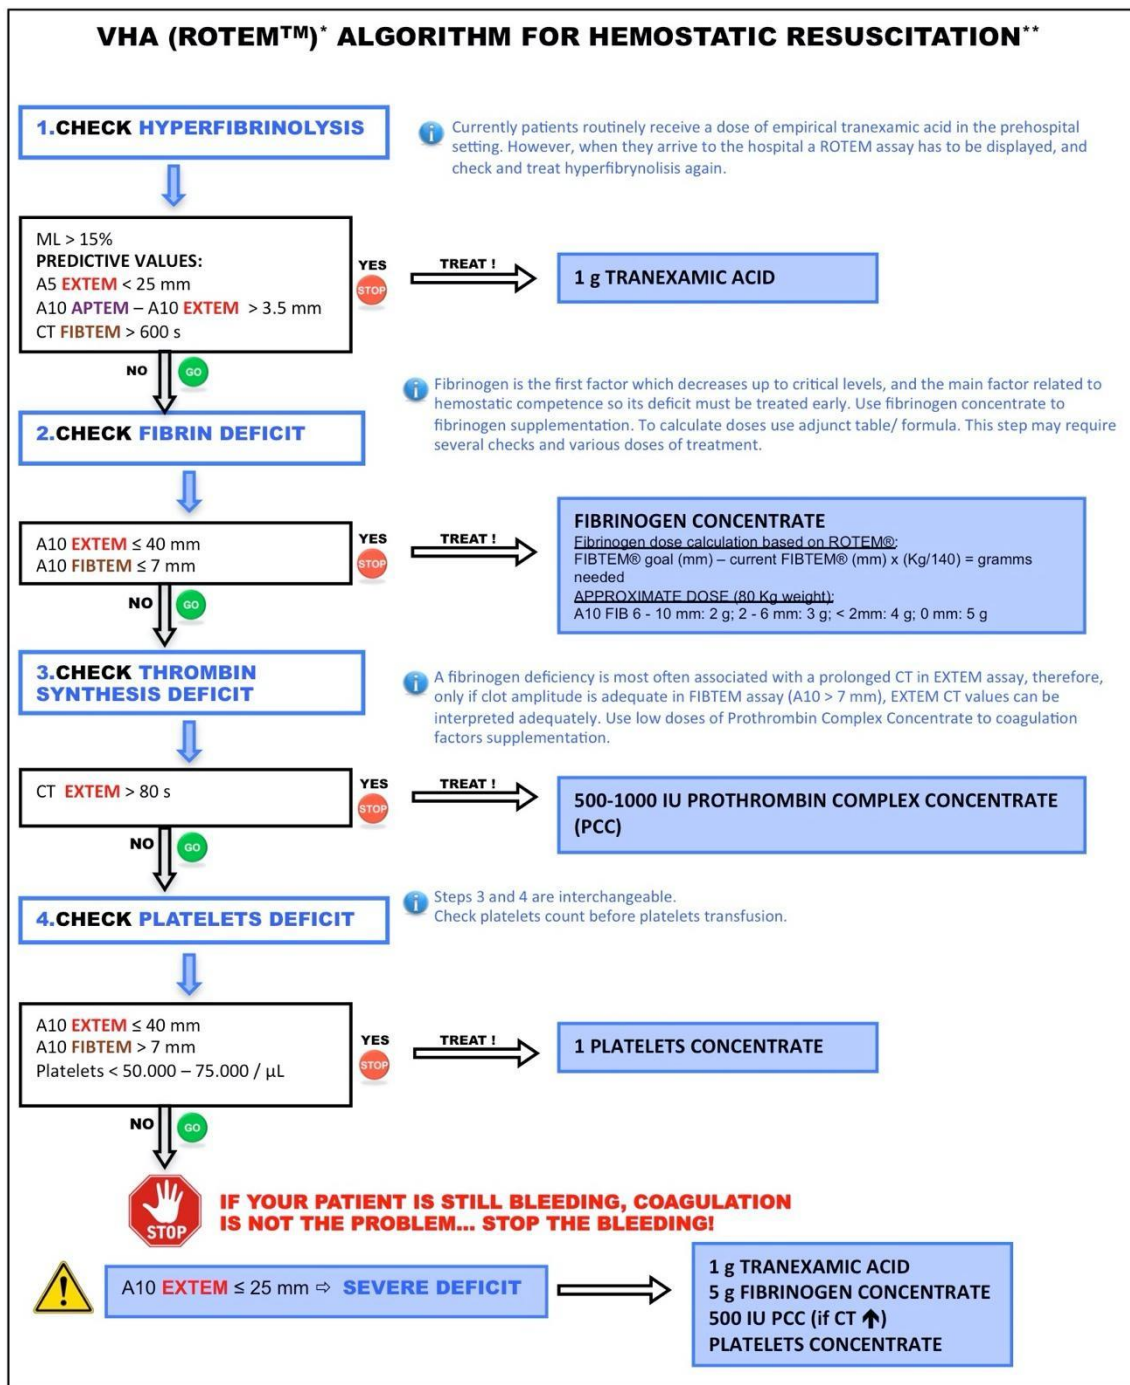 VHA (ROTEM™)* ALGORITHM FOR HEMOSTATIC RESUSCITATION**
1.CHECK HYPERFIBRINOLYSIS
i
Currently patients routinely receive a dose of empirical tranexamic acid in the prehospital
setting. However, when they arrive to the hospital a ROTEM assay has to be displayed, and
check and treat hyperfibrynolisis again.
ML > 15%
PREDICTIVE VALUES:
A5 EXTEM < 25 mm
A10 APTEM – A10 EXTEM > 3.5 mm
CT FIBTEM > 600 s
YES
STOP
TREAT !
1 g TRANEXAMIC ACID
NO
GO
i
Fibrinogen is the first factor which decreases up to critical levels, and the main factor related to
hemostatic competence so its deficit must be treated early. Use fibrinogen concentrate to
fibrinogen supplementation. To calculate doses use adjunct table/ formula. This step may require
several checks and various doses of treatment.
2.CHECK FIBRIN DEFICIT
A10 EXTEM ≤ 40 mm
A10 FIBTEM ≤ 7 mm
YES
STOP
TREAT !
FIBRINOGEN CONCENTRATE
Fibrinogen dose calculation based on ROTEM®:
FIBTEM® goal (mm) – current FIBTEM® (mm) x (Kg/140) = gramms
needed
APPROXIMATE DOSE (80 Kg weight):
A10 FIB 6 - 10 mm: 2 g; 2 - 6 mm: 3 g; < 2mm: 4 g; 0 mm: 5 g
NO
GO
3.CHECK THROMBIN
SYNTHESIS DEFICIT
i
A fibrinogen deficiency is most often associated with a prolonged CT in EXTEM assay, therefore,
only if clot amplitude is adequate in FIBTEM assay (A10 > 7 mm), EXTEM CT values can be
interpreted adequately. Use low doses of Prothrombin Complex Concentrate to coagulation
factors supplementation.
CT EXTEM > 80 s
YES
STOP
TREAT !
500-1000 IU PROTHROMBIN COMPLEX CONCENTRATE
(PCC)
NO
GO
4.CHECK PLATELETS DEFICIT
i
Steps 3 and 4 are interchangeable.
Check platelets count before platelets transfusion.
A10 EXTEM ≤ 40 mm
A10 FIBTEM > 7 mm
Platelets < 50.000 – 75.000 / µL
YES
STOP
TREAT !
1 PLATELETS CONCENTRATE
NO
GO
STOP
IF YOUR PATIENT IS STILL BLEEDING, COAGULATION
IS NOT THE PROBLEM... STOP THE BLEEDING!
!
A10 EXTEM ≤ 25 mm ⇨ SEVERE DEFICIT
1 g TRANEXAMIC ACID
5 g FIBRINOGEN CONCENTRATE
500 IU PCC (if CT ↑)
PLATELETS CONCENTRATE